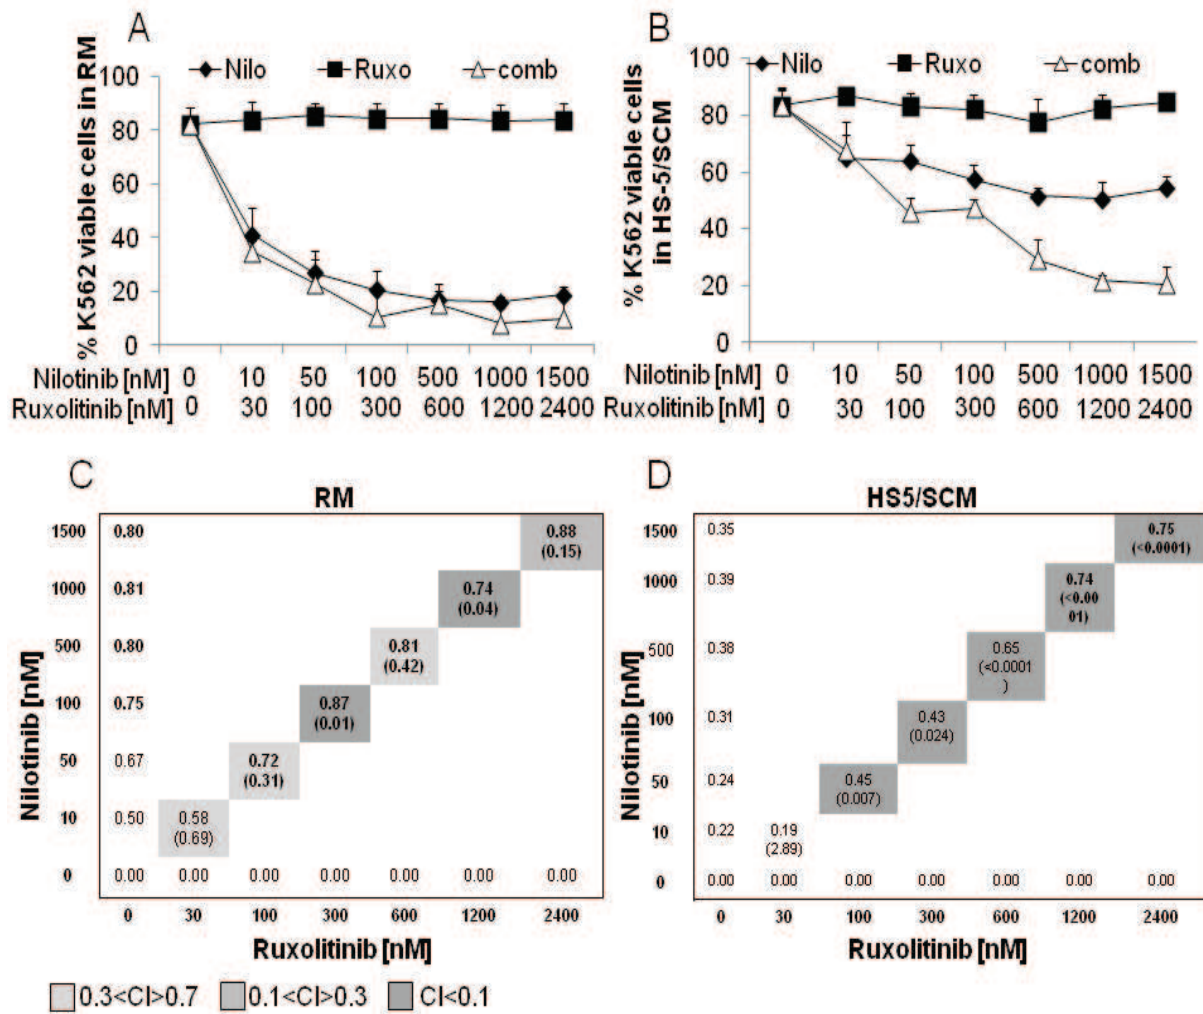 A
Nilo Ruxo comb
% K562 viable cells in RM
100
80
60
40
20
0
Nilotinib [nM] 0 10 50 100 500 1000 1500
Ruxolitinib [nM] 0 30 100 300 600 1200 2400
B
Nilo Ruxo comb
% K562 viable cells
in HS-5/SCM
100
80
60
40
20
0
Nilotinib [nM] 0 10 50 100 500 1000 1500
Ruxolitinib [nM] 0 30 100 300 600 1200 2400
C
RM
Nilotinib [nM]
1500 0.80 0.88
(0.15)
1000 0.81 0.74
(0.04)
500 0.80 0.81
(0.42)
100 0.75 0.87
(0.01)
50 0.67 0.72
(0.31)
10 0.50 0.58
(0.69)
0 0.00 0.00 0.00 0.00 0.00 0.00 0.00
0 30 100 300 600 1200 2400
Ruxolitinib [nM]
D
HS5/SCM
Nilotinib [nM]
1500 0.35 0.75
(<0.0001)
1000 0.39 0.74
(<0.00
01)
500 0.38 0.65
(<0.0001
)
100 0.31 0.43
(0.024)
50 0.24 0.45
(0.007)
10 0.22 0.19
(2.89)
0 0.00 0.00 0.00 0.00 0.00 0.00 0.00
0 30 100 300 600 1200 2400
Ruxolitinib [nM]
0.3<CI>0.7 0.1<CI>0.3 CI<0.1